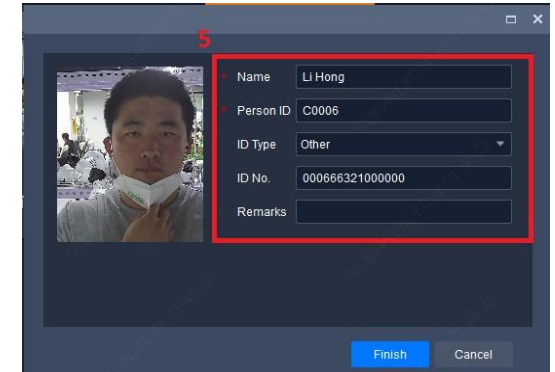 5
Name Li Hong
Person ID C0006
ID Type Other
ID No. 000666321000000
Remarks
Finish Cancel